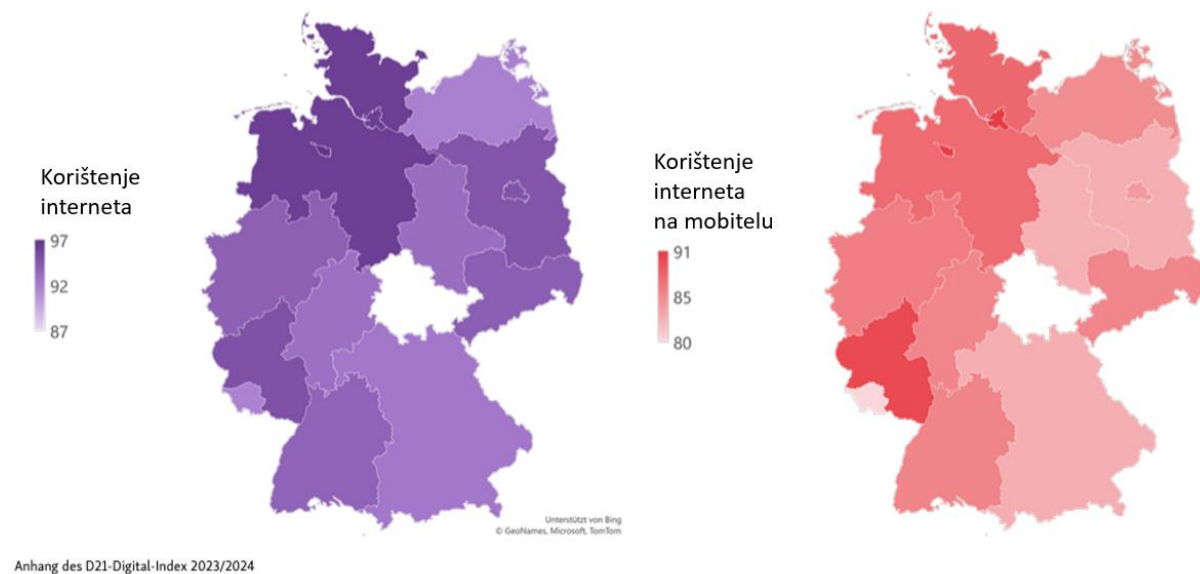 Korištenje
interneta
97
92
87
Unterstützt von Bing
© GeoNames, Microsoft, TomTom
Korištenje
interneta
na mobitelu
91
85
80
Anhang des D21-Digital-Index 2023/2024